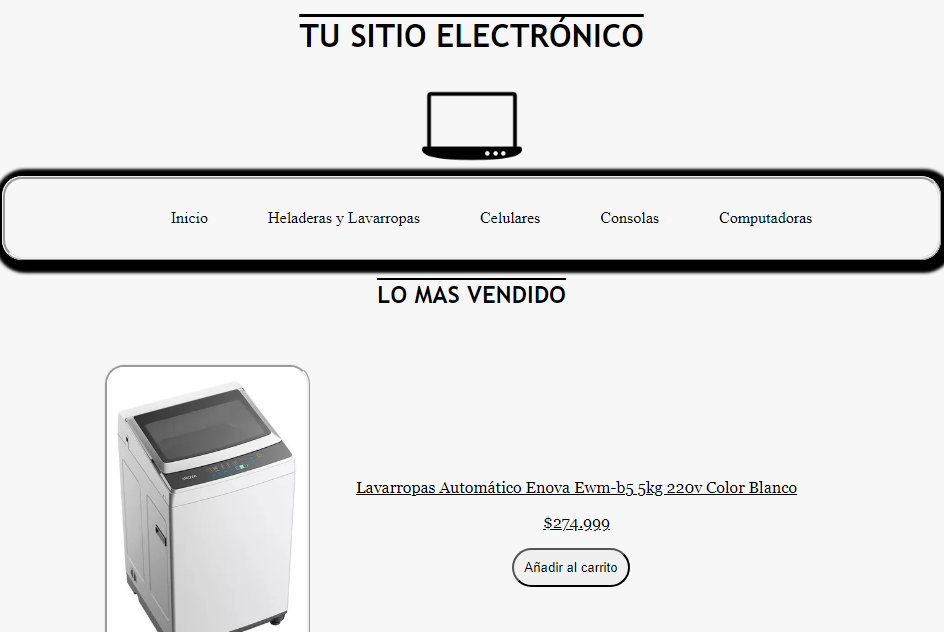 TU SITIO ELECTRÓNICO
Inicio Heladeras y Lavarropas Celulares Consolas Computadoras
LO MAS VENDIDO
Lavarropas Automático Enova Ewm-b5 5kg 220v Color Blanco
$274.999
Añadir al carrito